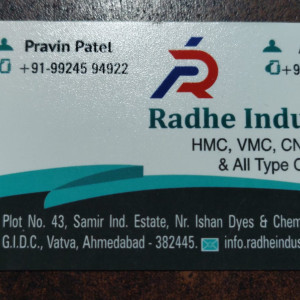 Pravin Patel
+91-99245 94922
Radhe Indu
HMC, VMC, CN
& All Type
Plot No. 43, Samir Ind. Estate, Nr. Ishan Dyes & Chem
G.I.D.C., Vatva, Ahmedabad - 382445. info.radheindus